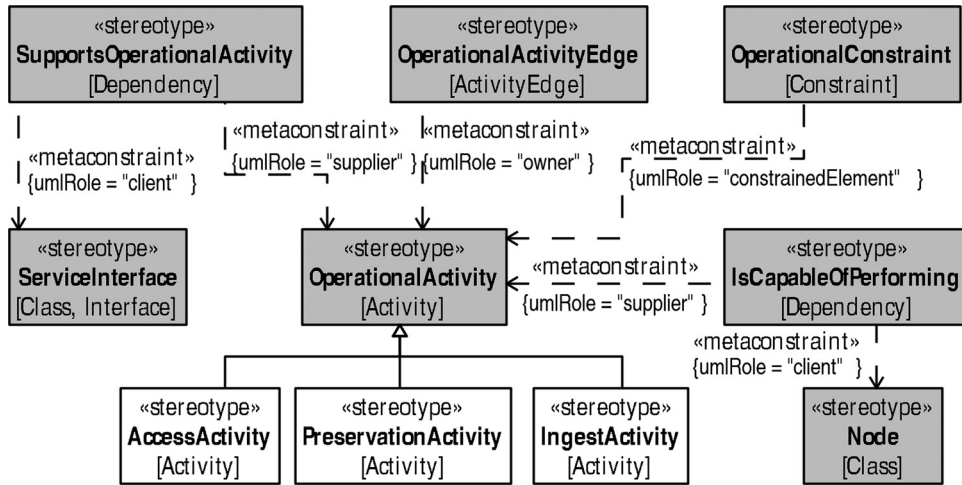 «stereotype»
SupportsOperationalActivity
[Dependency]
«stereotype»
OperationalActivityEdge
[ActivityEdge]
«stereotype»
OperationalConstraint
[Constraint]
«metaconstraint»
{umlRole = "client" }
«metaconstraint»
{umlRole = "supplier" }
«metaconstraint»
{umlRole = "owner" }
«metaconstraint»
{umlRole = "constrainedElement" }
«stereotype»
ServiceInterface
[Class, Interface]
«stereotype»
OperationalActivity
[Activity]
«metaconstraint»
{umlRole = "supplier" }
«stereotype»
IsCapableOfPerforming
[Dependency]
«metaconstraint»
{umlRole = "client" }
«stereotype»
AccessActivity
[Activity]
«stereotype»
PreservationActivity
[Activity]
«stereotype»
IngestActivity
[Activity]
«stereotype»
Node
[Class]